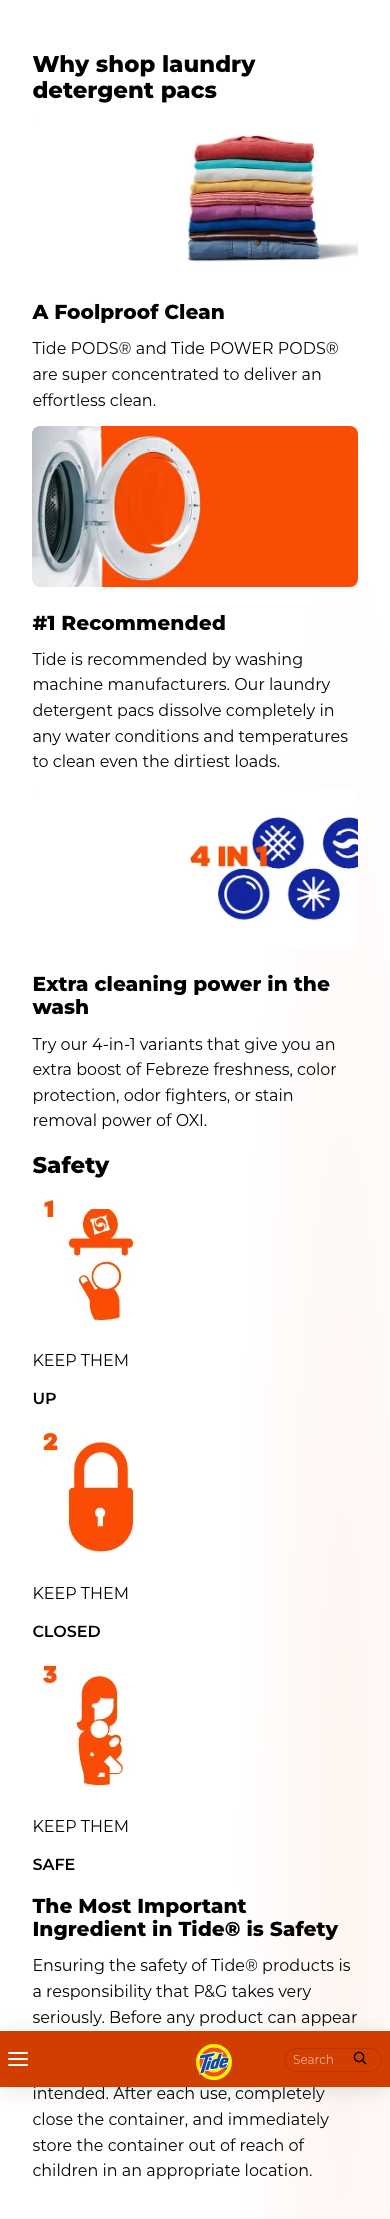 Why shop laundry
detergent pacs
A Foolproof Clean
Tide PODS® and Tide POWER PODS®
are super concentrated to deliver an
effortless clean.
#1 Recommended
Tide is recommended by washing
machine manufacturers. Our laundry
detergent pacs dissolve completely in
any water conditions and temperatures
to clean even the dirtiest loads.
4 IN 1
Extra cleaning power in the
wash
Try our 4-in-1 variants that give you an
extra boost of Febreze freshness, color
protection, odor fighters, or stain
removal power of OXI.
Safety
1
KEEP THEM
UP
2
KEEP THEM
CLOSED
3
KEEP THEM
SAFE
The Most Important
Ingredient in Tide® is Safety
Ensuring the safety of Tide® products is
a responsibility that P&G takes very
seriously. Before any product can appear
Tide
Search
intended. After each use, completely
close the container, and immediately
store the container out of reach of
children in an appropriate location.